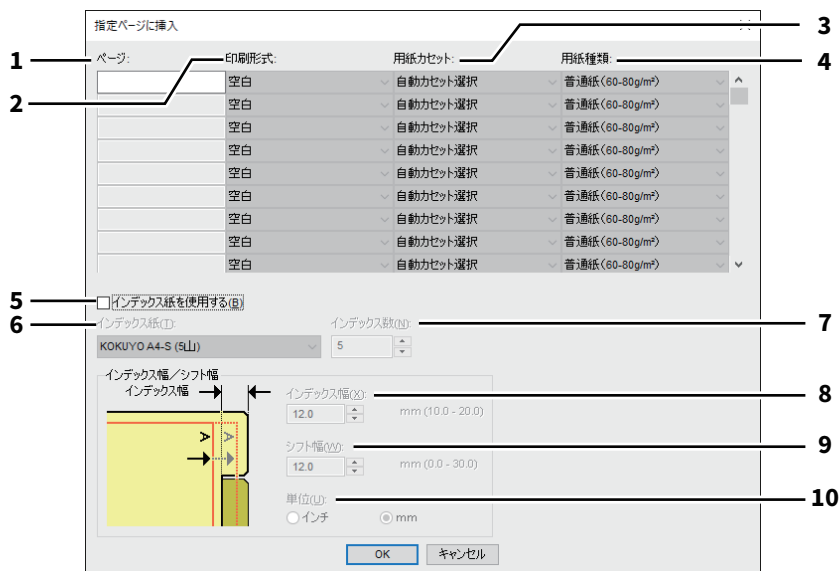 指定ページに挿入
1 ページ: 2 印刷形式: 用紙カセット: 3 用紙種類: 4
空白 自動カセット選択 普通紙(60-80g/m²)
空白 自動カセット選択 普通紙(60-80g/m²)
空白 自動カセット選択 普通紙(60-80g/m²)
空白 自動カセット選択 普通紙(60-80g/m²)
空白 自動カセット選択 普通紙(60-80g/m²)
空白 自動カセット選択 普通紙(60-80g/m²)
空白 自動カセット選択 普通紙(60-80g/m²)
空白 自動カセット選択 普通紙(60-80g/m²)
空白 自動カセット選択 普通紙(60-80g/m²)
5 インデックス紙を使用する(B)
6 インデックス紙(T): インデックス数(N): 7
KOKUYO A4-S (5山) 5
インデックス幅/シフト幅
インデックス幅 インデックス幅(X): 8
12.0 mm (10.0 - 20.0)
A A
シフト幅(W): 9
12.0 mm (0.0 - 30.0)
単位(U): 10
インチ mm
OK キャンセル